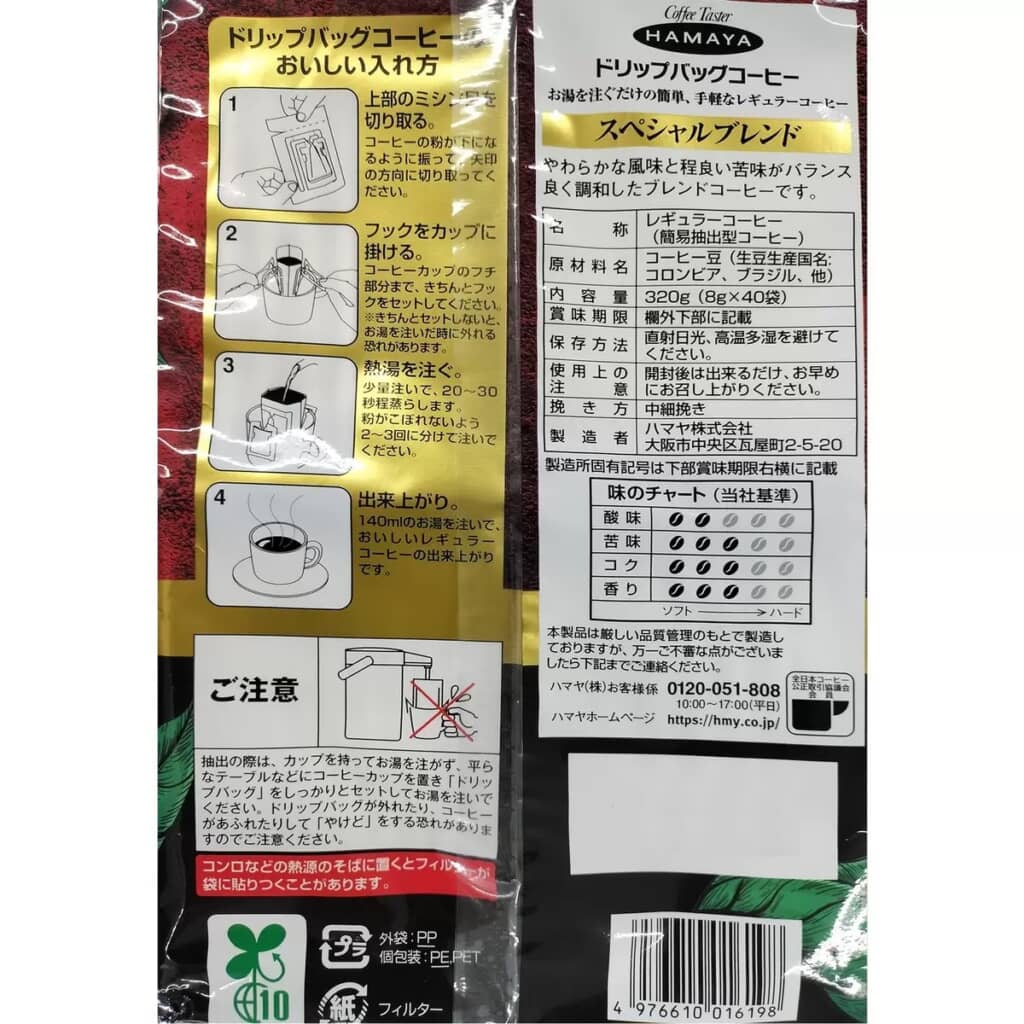 ドリップバッグコーヒー
おいしい入れ方
1
上部のミシン目を
切り取る。
コーヒーの粉が下にな
るように振って、矢印
の方向に切り取ってく
ださい。
2
フックをカップに
掛ける。
コーヒーカップのフチ
部分まで、きちんとフッ
クをセットしてください。
※きちんとセットしないと、
お湯を注いだ時に外れる
恐れがあります。
3
熱湯を注ぐ。
少量注いで、20〜30
秒程蒸らします。
粉がこぼれないよう
2〜3回に分けて注いで
ください。
4
出来上がり。
140mlのお湯を注いで、
おいしいレギュラー
コーヒーの出来上がり
です。
ご注意
抽出の際は、カップを持ってお湯を注がず、平ら
なテーブルなどにコーヒーカップを置き「ドリッ
プバッグ」をしっかりとセットしてお湯を注いで
ください。ドリップバッグが外れたり、コーヒー
があふれたりして「やけど」をする恐れがありま
すのでご注意ください。
コンロなどの熱源のそばに置くとフィルターが
袋に貼りつくことがあります。
10
プラ
外袋:PP
個包装:PE,PET
紙
フィルター
Coffee Taster
HAMAYA
ドリップバッグコーヒー
お湯を注ぐだけの簡単、手軽なレギュラーコーヒー
スペシャルブレンド
やわらかな風味と程良い苦味がバランス
良く調和したブレンドコーヒーです。
名称 レギュラーコーヒー
(簡易抽出型コーヒー)
原材料名 コーヒー豆(生豆生産国名:
コロンビア、ブラジル、他)
内容量 320g(8g×40袋)
賞味期限 欄外下部に記載
保存方法 直射日光、高温多湿を避けて
ください。
使用上の注意 開封後は出来るだけ、お早め
にお召し上がりください。
挽き方 中細挽き
製造者 ハマヤ株式会社
大阪市中央区瓦屋町2-5-20
製造所固有記号は下部賞味期限右横に記載
味のチャート(当社基準)
酸味
苦味
コク
香り
ソフト ハード
本製品は厳しい品質管理のもとで製造し
ておりますが、万一ご不審な点がございま
したら下記までご連絡ください。
ハマヤ(株)お客様係 0120-051-808
10:00〜17:00(平日)
ハマヤホームページ https://hmy.co.jp/
全日本コーヒー
公正取引協議会
会員
4 976610 016198